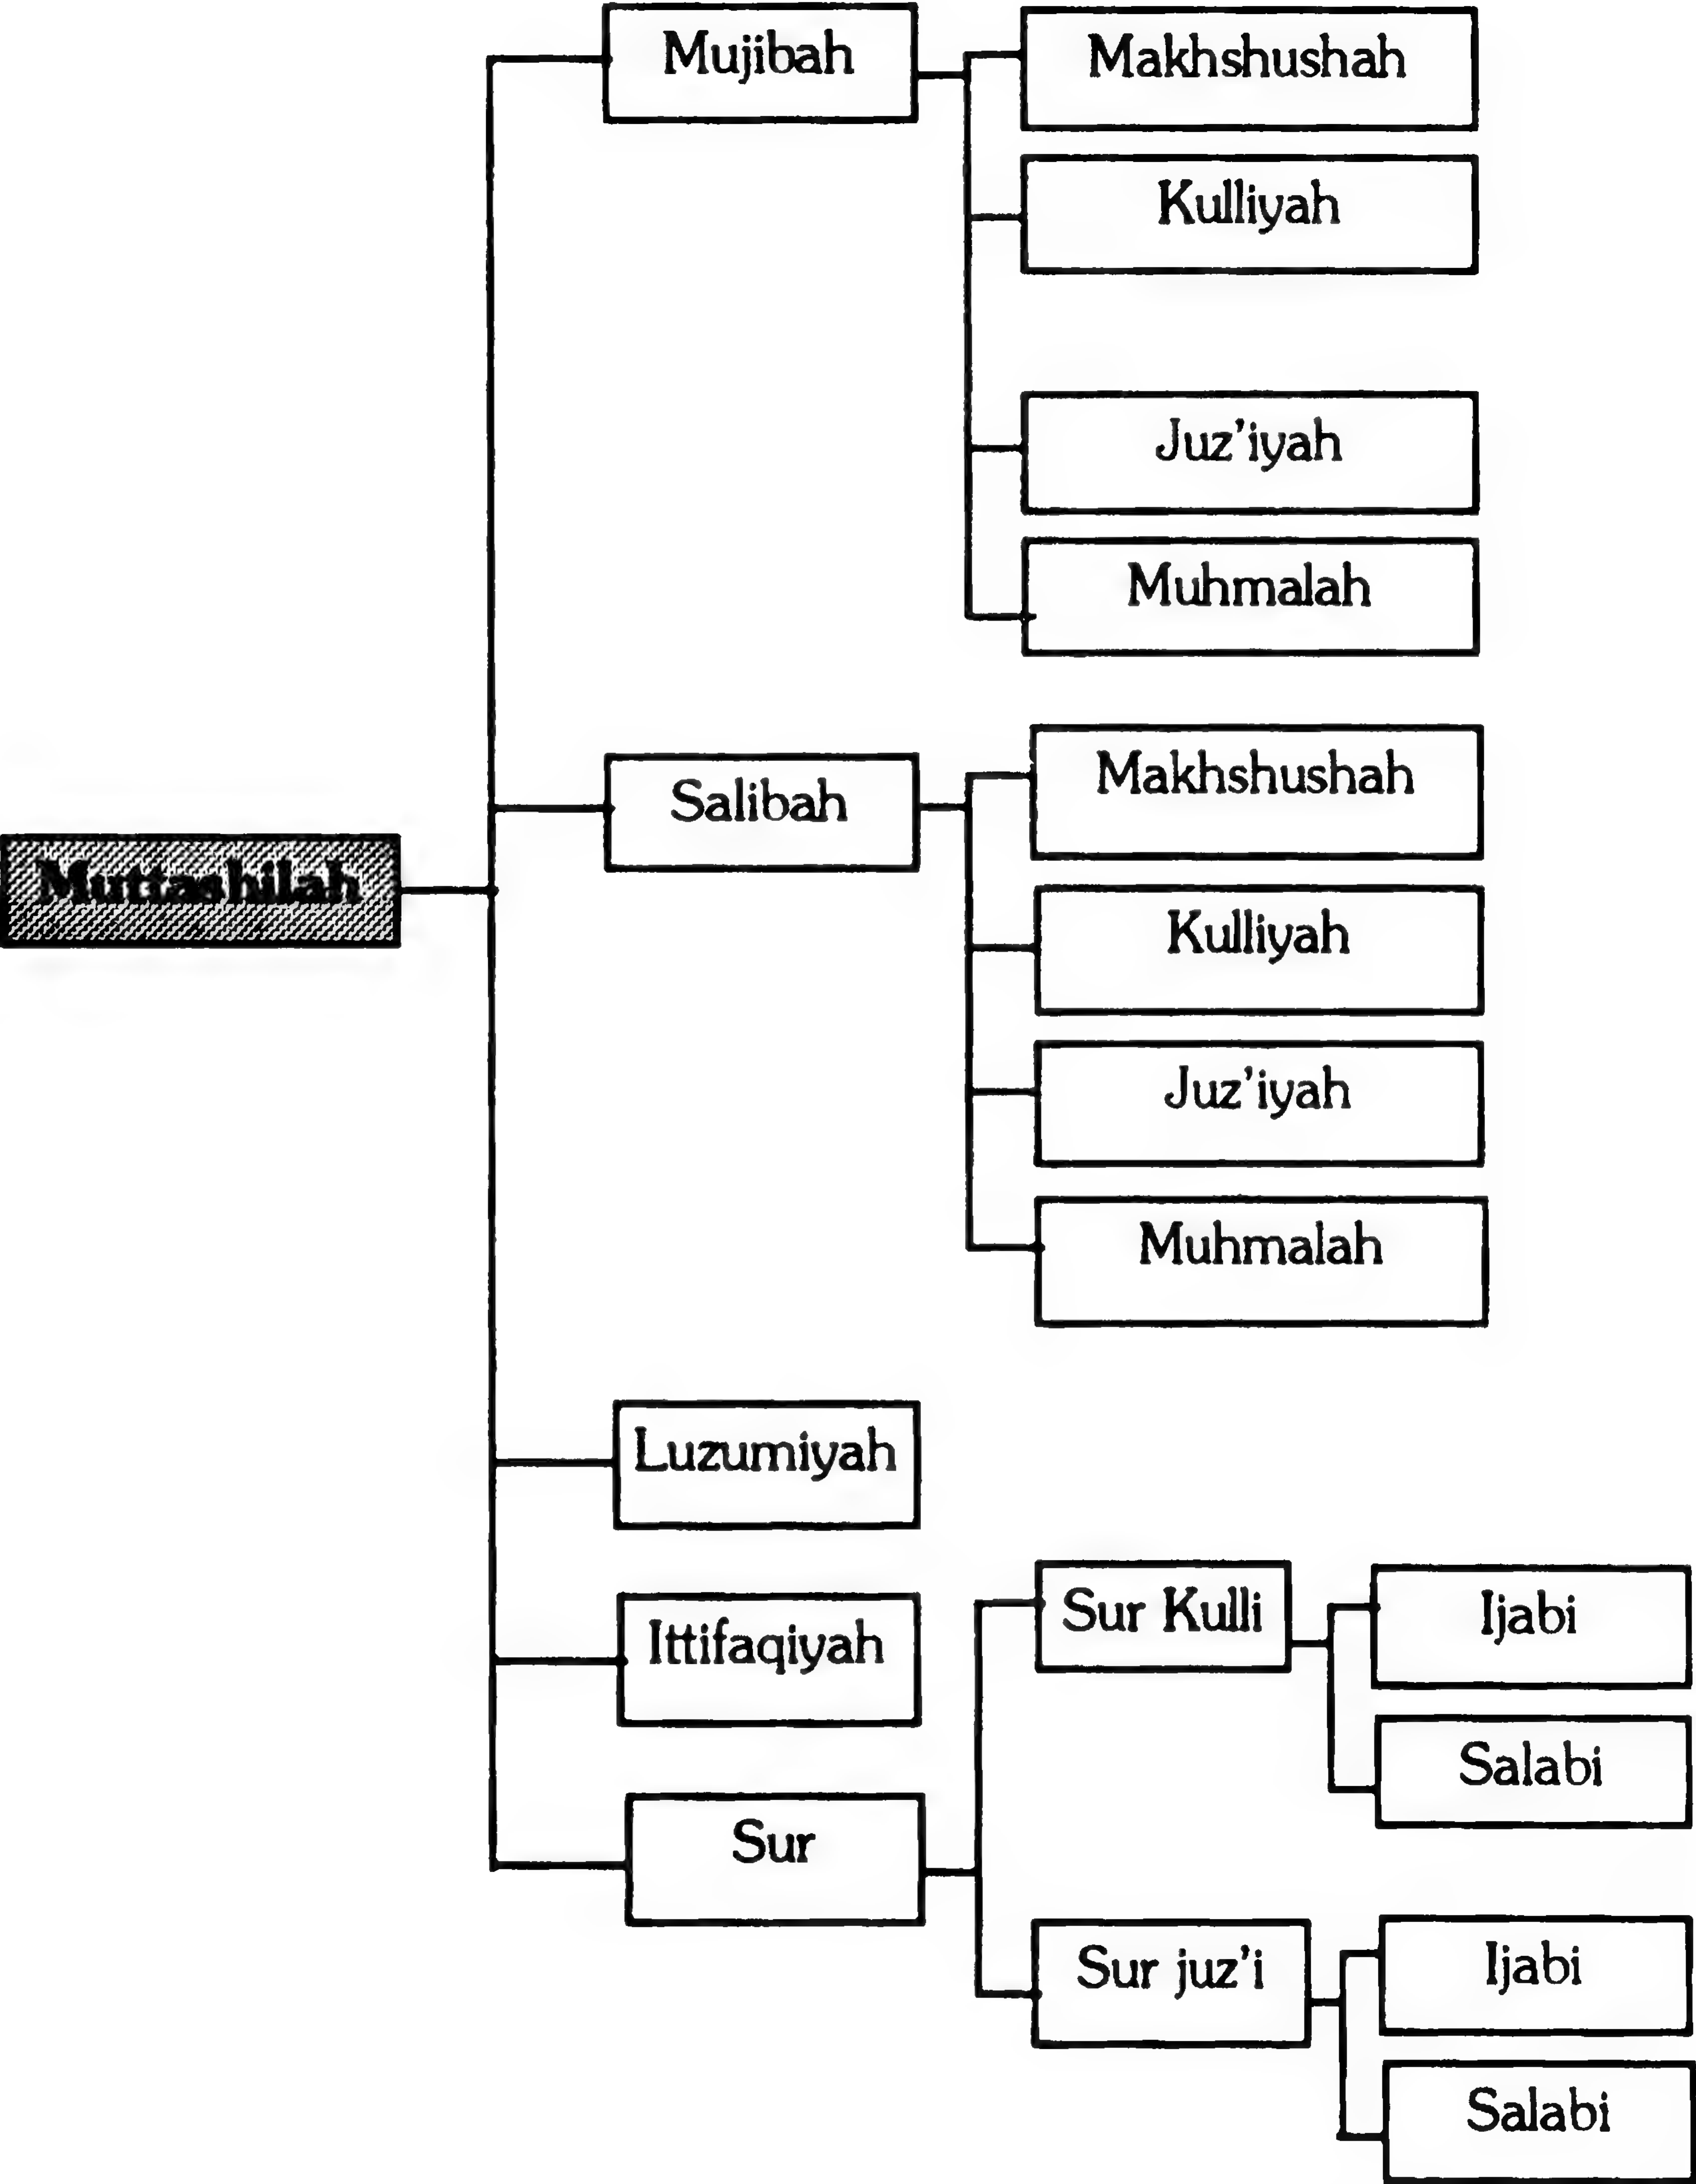 Mujibah
Makhshushah
Kulliyah
Juz'iyah
Muhmalah
Muttashilah
Salibah
Makhshushah
Kulliyah
Juz'iyah
Muhmalah
Luzumiyah
Ittifaqiyah
Sur
Sur Kulli
Ijabi
Salabi
Sur juz'i
Ijabi
Salabi